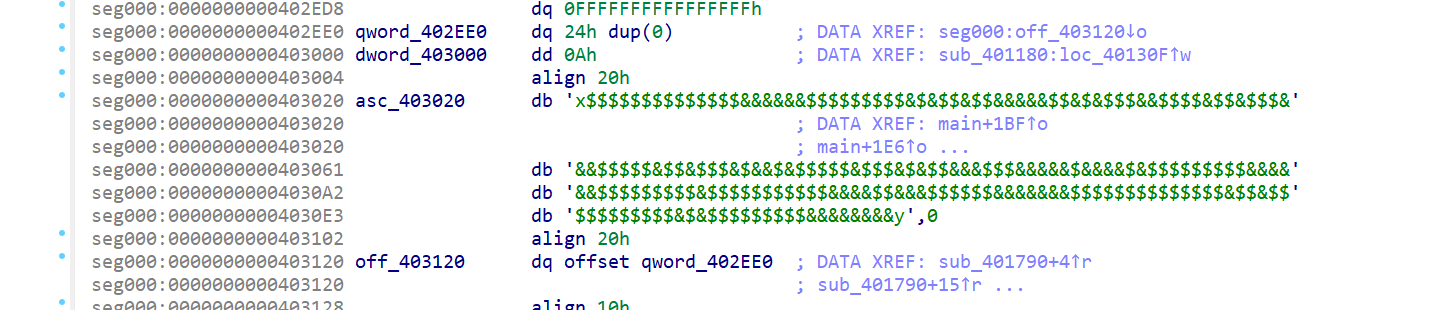 seg000:0000000000402ED8 dq 0FFFFFFFFFFFFFFFFh
seg000:0000000000402EE0 qword_402EE0 dq 24h dup(0) ; DATA XREF: seg000:off_403120↓o
seg000:0000000000403000 dword_403000 dd 0Ah ; DATA XREF: sub_401180:loc_40130F↑w
seg000:0000000000403004 align 20h
seg000:0000000000403020 asc_403020 db 'x$$$$$$$$$$$$$$&&&&&&$$$$$$$$$&$&$$&$$&&&&&$$&$&$$$&&$$$$&$$&$$$&'
seg000:0000000000403020 ; DATA XREF: main+1BF↑o
seg000:0000000000403020 ; main+1E6↑o ...
seg000:0000000000403061 db '&&$$$$$&$$&$$$&$&&$&$$$$$&$$$&$&$$&&$$$&&&&&$&&&&$&$$$$$$$$$$&&&&'
seg000:00000000004030A2 db '&&$$$$$$$$$&$$$$$$$$$$$&&&&$$&&&$$$$$$&&&&&&&$$$$$$$$$$$$$$&$$&$$'
seg000:00000000004030E3 db '$$$$$$$$$&$&$$$$$$$$$&&&&&&&&y',0
seg000:0000000000403102 align 20h
seg000:0000000000403120 off_403120 dq offset qword_402EE0 ; DATA XREF: sub_401790+4↑r
seg000:0000000000403120 ; sub_401790+15↑r ...
seg000:0000000000403128 align 10h